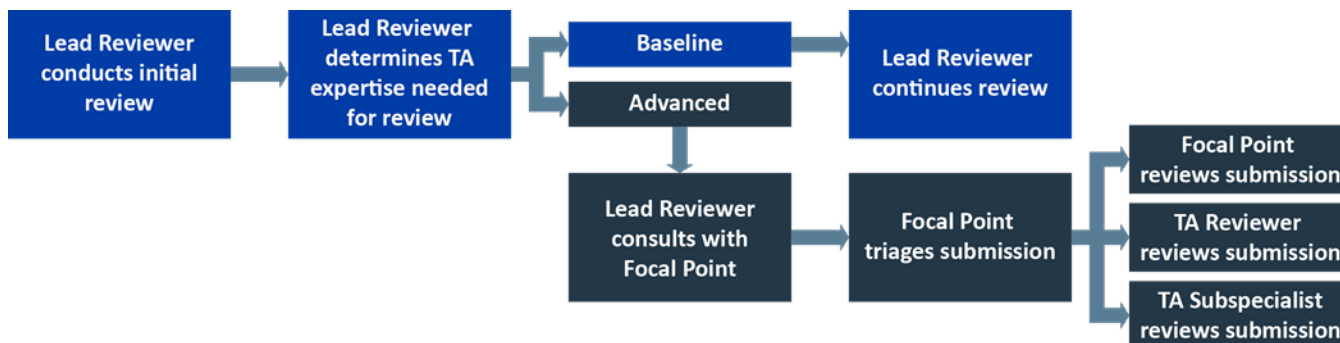 Lead Reviewer
conducts initial
review
Lead Reviewer
determines TA
expertise needed
for review
Baseline
Advanced
Lead Reviewer
continues review
Lead Reviewer
consults with
Focal Point
Focal Point
triages submission
Focal Point
reviews submission
TA Reviewer
reviews submission
TA Subspecialist
reviews submission